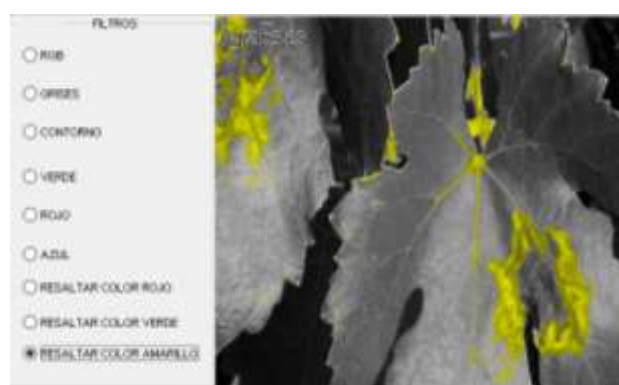 FILTROS
RGB
GRISES
CONTORNO
VERDE
ROJO
AZUL
RESALTAR COLOR ROJO
RESALTAR COLOR VERDE
RESALTAR COLOR AMARILLO